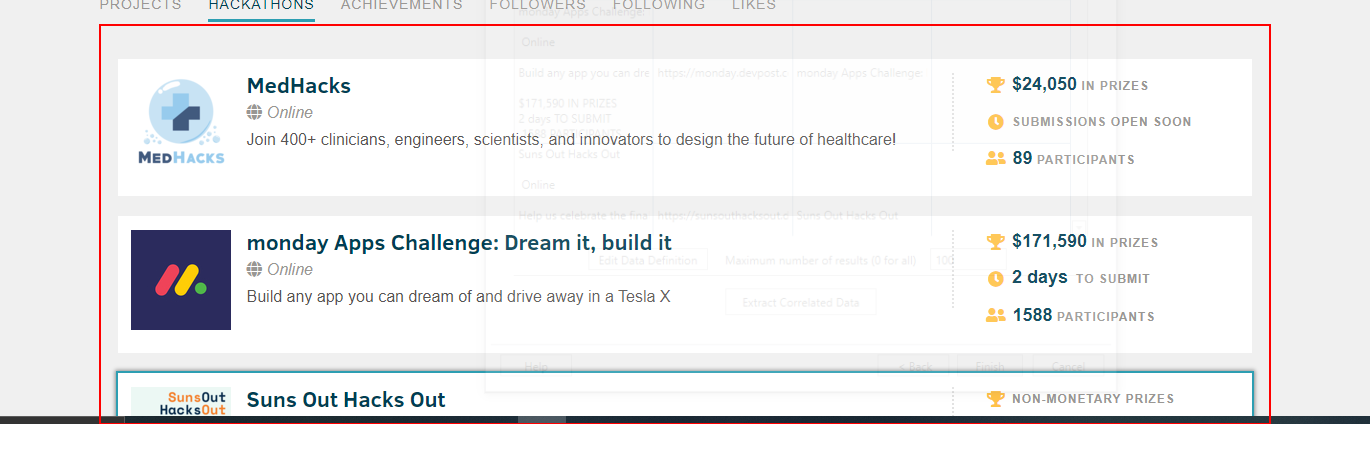 PROJECTS HACKATHONS ACHIEVEMENTS FOLLOWERS FOLLOWING LIKES
monday Apps Challenge:
Online
Build any app you can dre https://monday.devpost.c monday Apps Challenge:
$171,590 IN PRIZES
2 days TO SUBMIT
1588 PARTICIPANTS
Suns Out Hacks Out
Online
Help us celebrate the fina https://sunsouthacksout.c Suns Out Hacks Out
Edit Data Definition Maximum number of results (0 for all) 100
Extract Correlated Data
Help < Back Finish Cancel
MEDHACKS
MedHacks
Online
Join 400+ clinicians, engineers, scientists, and innovators to design the future of healthcare!
$24,050 IN PRIZES
SUBMISSIONS OPEN SOON
89 PARTICIPANTS
monday Apps Challenge: Dream it, build it
Online
Build any app you can dream of and drive away in a Tesla X
$171,590 IN PRIZES
2 days TO SUBMIT
1588 PARTICIPANTS
SunsOut
HacksOut
Suns Out Hacks Out
NON-MONETARY PRIZES